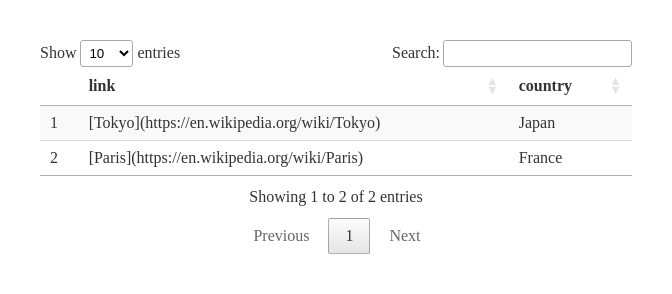 Show 10 entries Search:
link country
1 [Tokyo](https://en.wikipedia.org/wiki/Tokyo) Japan
2 [Paris](https://en.wikipedia.org/wiki/Paris) France
Showing 1 to 2 of 2 entries
Previous 1 Next